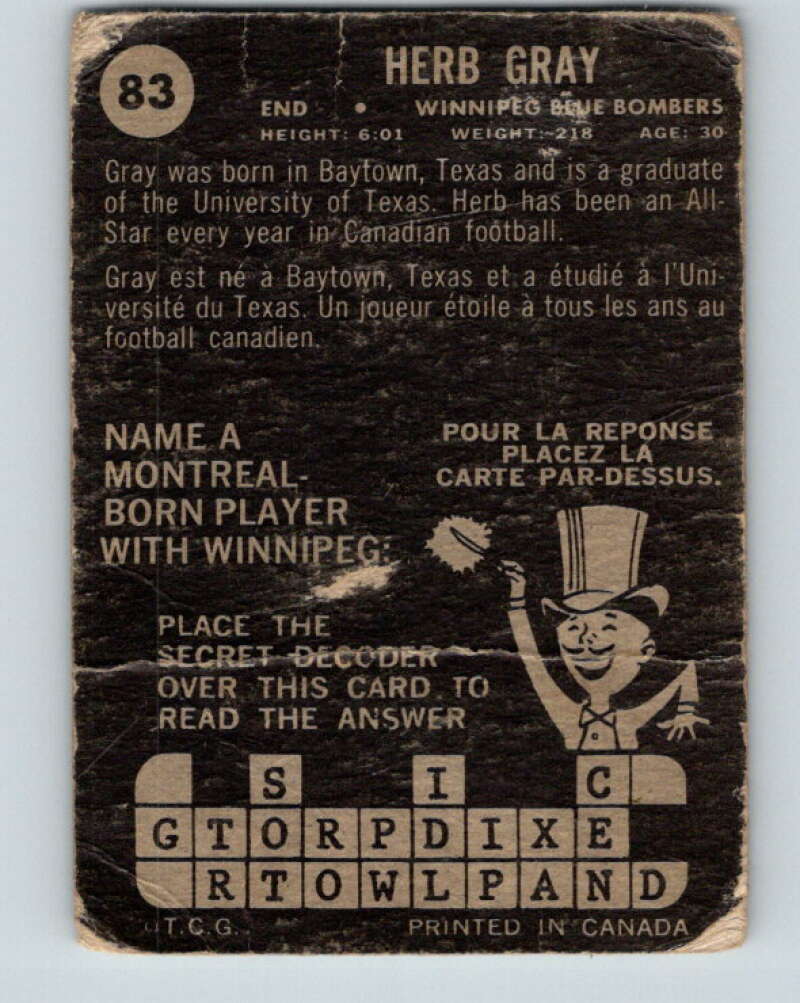 83
HERB GRAY
END • WINNIPEG BLUE BOMBERS
HEIGHT: 6:01 WEIGHT: 218 AGE: 30
Gray was born in Baytown, Texas and is a graduate
of the University of Texas. Herb has been an All-
Star every year in Canadian football.
Gray est né à Baytown, Texas et a étudié à l'Uni-
versité du Texas. Un joueur étoile à tous les ans au
football canadien.
NAME A
MONTREAL-
BORN PLAYER
WITH WINNIPEG:
POUR LA REPONSE
PLACEZ LA
CARTE PAR-DESSUS.
PLACE THE
SECRET DECODER
OVER THIS CARD TO
READ THE ANSWER
S I C
G T O R P D I X E
R T O W L P A N D
T.C.G.
PRINTED IN CANADA